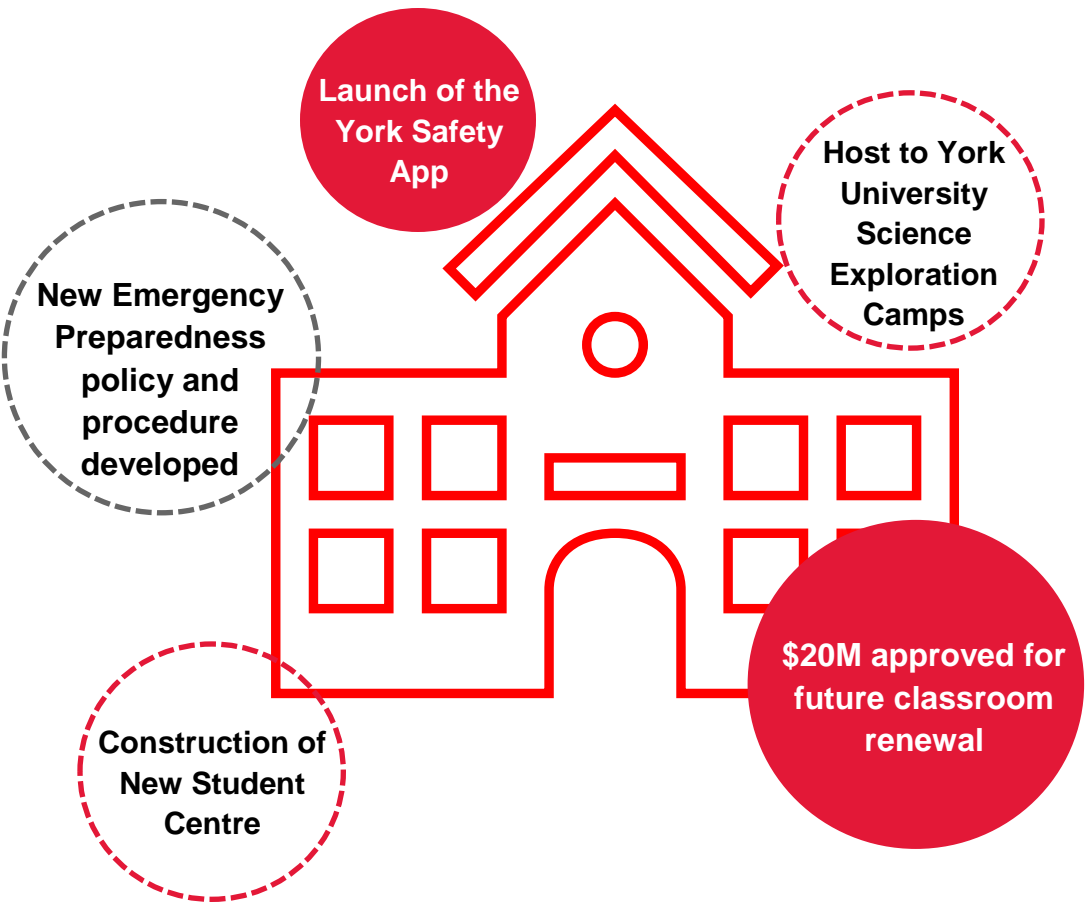 Launch of the
York Safety
App
Host to York
University
Science
Exploration
Camps
New Emergency
Preparedness
policy and
procedure
developed
$20M approved for
future classroom
renewal
Construction of
New Student
Centre